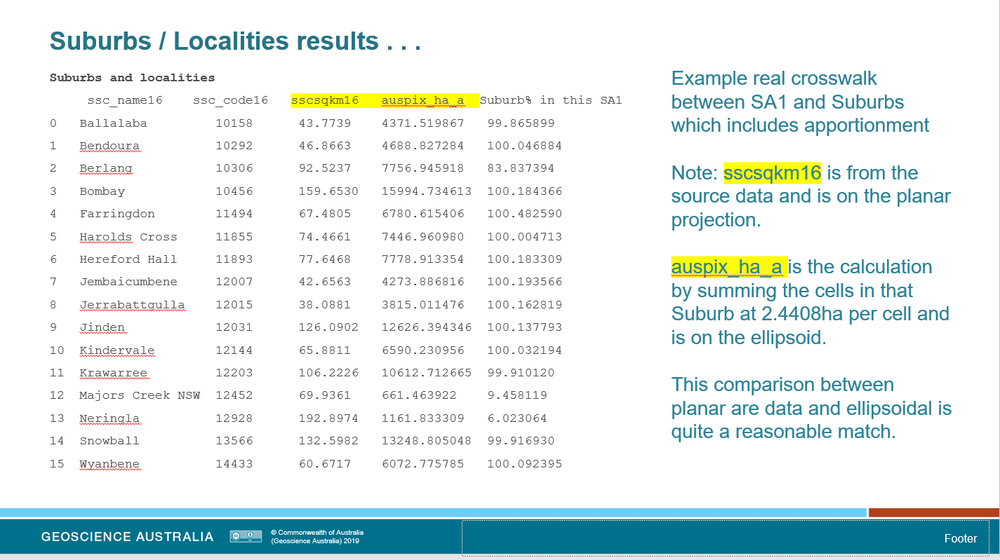 Suburbs / Localities results . . .
Suburbs and localities
ssc_name16 ssc_code16 sscsqkm16 auspix_ha_a Suburb% in this SA1
0 Ballalaba 10158 43.7739 4371.519867 99.865899
1 Bendoura 10292 46.8663 4688.827284 100.046884
2 Berlang 10306 92.5237 7756.945918 83.837394
3 Bombay 10456 159.6530 15994.734613 100.184366
4 Farringdon 11494 67.4805 6780.615406 100.482590
5 Harolds Cross 11855 74.4661 7446.960980 100.004713
6 Hereford Hall 11893 77.6468 7778.913354 100.183309
7 Jembaicumbene 12007 42.6563 4273.886816 100.193566
8 Jerrabattgulla 12015 38.0881 3815.011476 100.162819
9 Jinden 12031 126.0902 12626.394346 100.137793
10 Kindervale 12144 65.8811 6590.230956 100.032194
11 Krawarree 12203 106.2226 10612.712665 99.910120
12 Majors Creek NSW 12452 69.9361 661.463922 9.458119
13 Neringla 12928 192.8974 1161.833309 6.023064
14 Snowball 13566 132.5982 13248.805048 99.916930
15 Wyanbene 14433 60.6717 6072.775785 100.092395
Example real crosswalk
between SA1 and Suburbs
which includes apportionment
Note: sscsqkm16 is from the
source data and is on the planar
projection.
auspix_ha_a is the calculation
by summing the cells in that
Suburb at 2.4408ha per cell and
is on the ellipsoid.
This comparison between
planar are data and ellipsoidal is
quite a reasonable match.
GEOSCIENCE AUSTRALIA
© Commonwealth of Australia
(Geoscience Australia) 2019
Footer